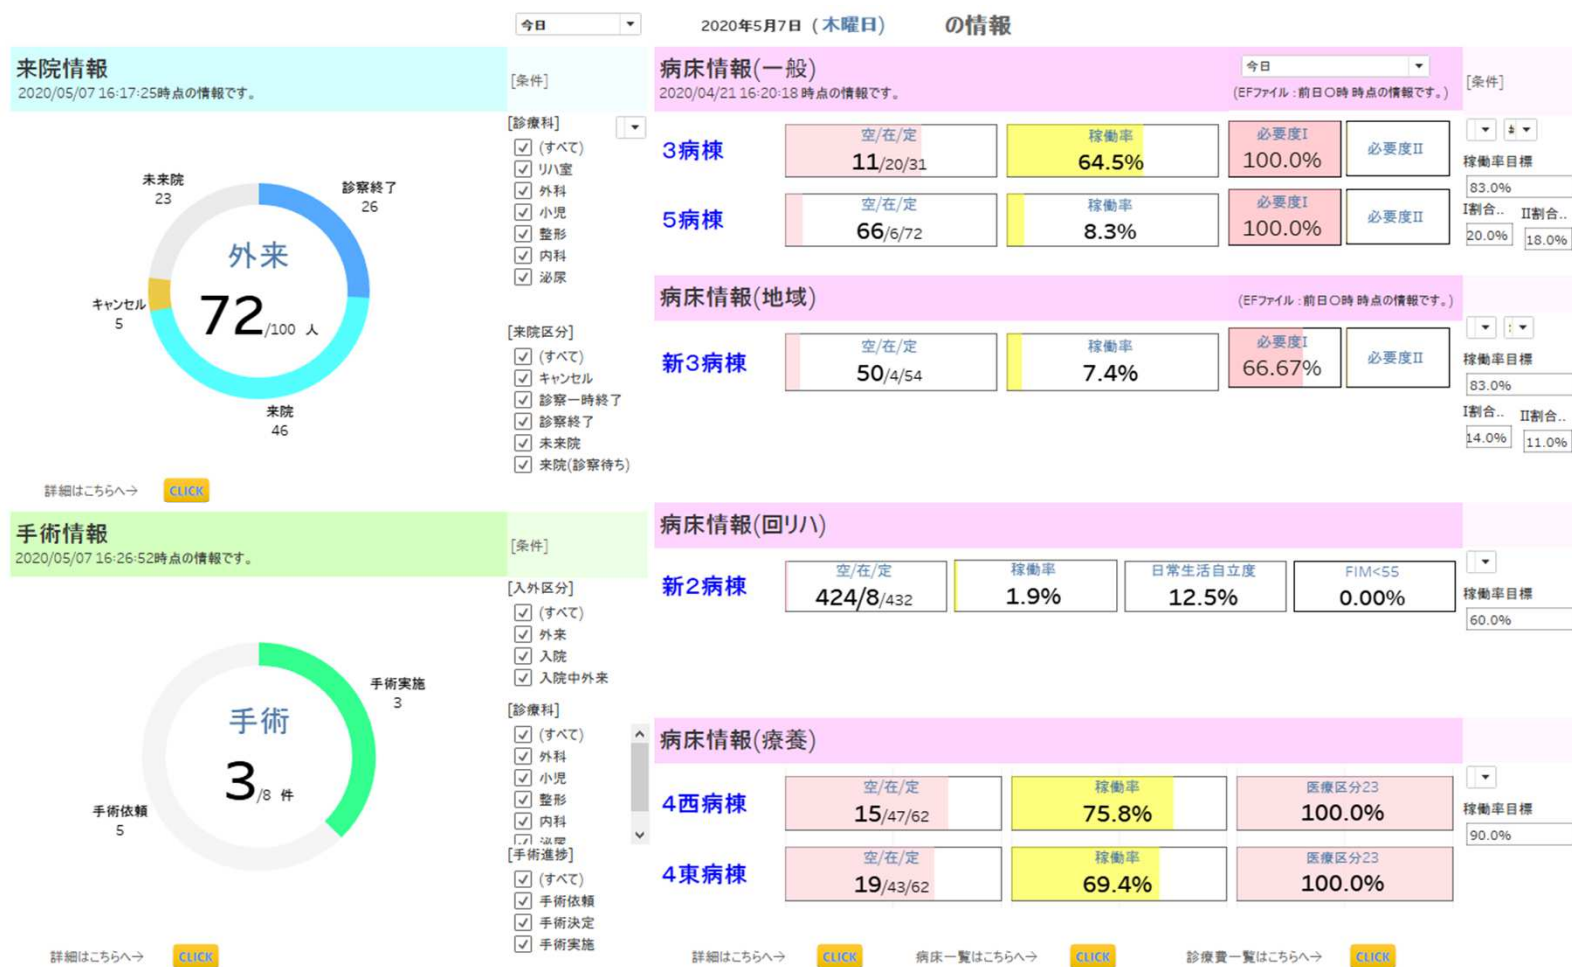 今日
2020年5月7日 ( 木曜日) の情報
来院情報
2020/05/07 16:17:25時点の情報です。
[条件]
[診療科]
(すべて)
リハ室
外科
小児
整形
内科
泌尿
未来院
23
診察終了
26
外来
72/100 人
キャンセル
5
来院
46
[来院区分]
(すべて)
キャンセル
診察一時終了
診察終了
未来院
来院(診察待ち)
詳細はこちらへ→
CLICK
手術情報
2020/05/07 16:26:52時点の情報です。
[条件]
[入外区分]
(すべて)
外来
入院
入院中外来
手術実施
3
手術
3/8 件
手術依頼
5
[診療科]
(すべて)
外科
小児
整形
内科
泌尿
[手術進捗]
(すべて)
手術依頼
手術決定
手術実施
詳細はこちらへ→
CLICK
病床情報(一般)
2020/04/21 16:20:18 時点の情報です。
今日
(EFファイル : 前日〇時 時点の情報です。)
[条件]
3病棟
空/在/定
11/20/31
稼働率
64.5%
必要度I
100.0%
必要度II
5病棟
空/在/定
66/6/72
稼働率
8.3%
必要度I
100.0%
必要度II
稼働率目標
83.0%
I割合..
II割合..
20.0%
18.0%
病床情報(地域)
(EFファイル : 前日〇時 時点の情報です。)
新3病棟
空/在/定
50/4/54
稼働率
7.4%
必要度I
66.67%
必要度II
稼働率目標
83.0%
I割合..
II割合..
14.0%
11.0%
病床情報(回リハ)
新2病棟
空/在/定
424/8/432
稼働率
1.9%
日常生活自立度
12.5%
FIM<55
0.00%
稼働率目標
60.0%
病床情報(療養)
4西病棟
空/在/定
15/47/62
稼働率
75.8%
医療区分23
100.0%
4東病棟
空/在/定
19/43/62
稼働率
69.4%
医療区分23
100.0%
稼働率目標
90.0%
詳細はこちらへ→
CLICK
病床一覧はこちらへ→
CLICK
診療費一覧はこちらへ→
CLICK